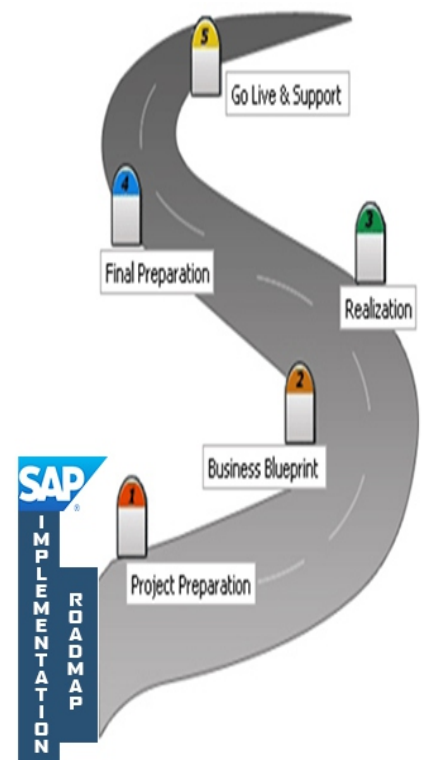 5
Go Live & Support
4
Final Preparation
3
Realization
2
Business Blueprint
1
Project Preparation
SAP®
IMPLEMENTATION
ROADMAP